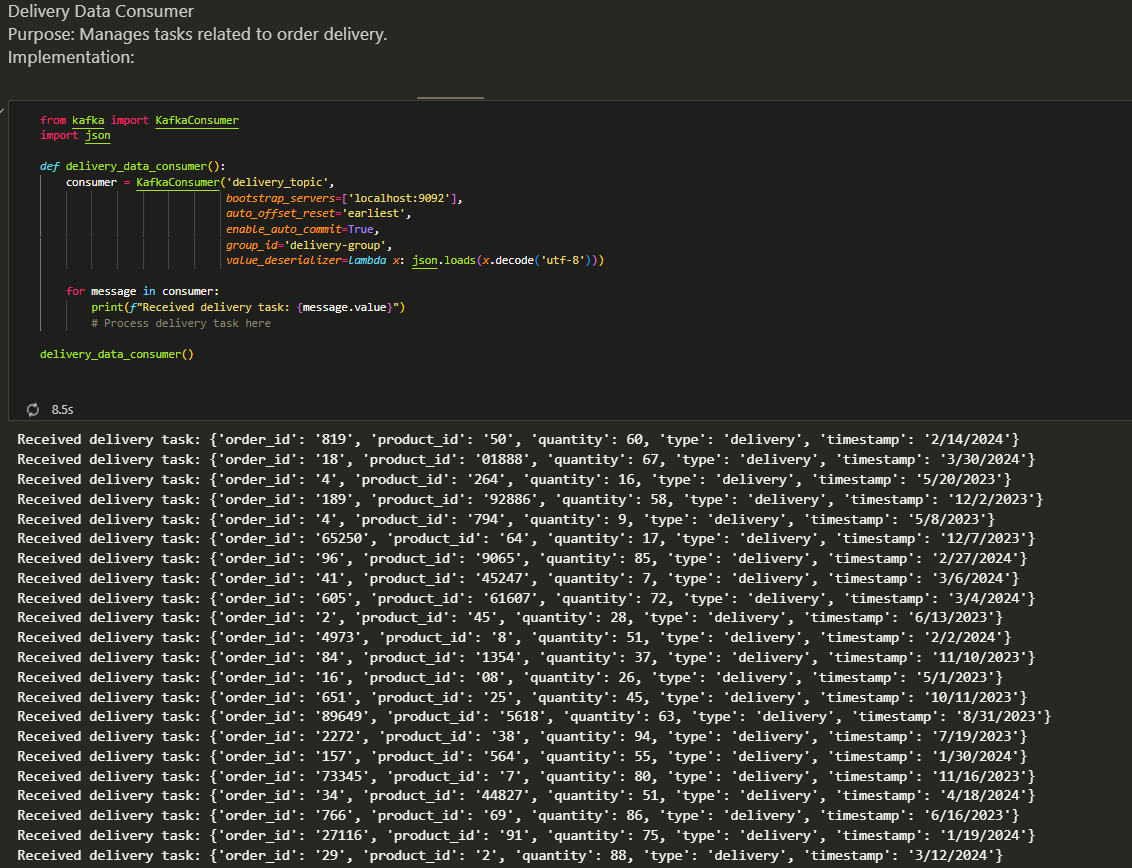 Delivery Data Consumer
Purpose: Manages tasks related to order delivery.
Implementation:
from kafka import KafkaConsumer
import json
def delivery_data_consumer():
    consumer = KafkaConsumer('delivery_topic',
                            bootstrap_servers=['localhost:9092'],
                            auto_offset_reset='earliest',
                            enable_auto_commit=True,
                            group_id='delivery-group',
                            value_deserializer=lambda x: json.loads(x.decode('utf-8')))
    for message in consumer:
        print(f"Received delivery task: {message.value}")
        # Process delivery task here
delivery_data_consumer()
8.5s
Received delivery task: {'order_id': '819', 'product_id': '50', 'quantity': 60, 'type': 'delivery', 'timestamp': '2/14/2024'}
Received delivery task: {'order_id': '18', 'product_id': '01888', 'quantity': 67, 'type': 'delivery', 'timestamp': '3/30/2024'}
Received delivery task: {'order_id': '4', 'product_id': '264', 'quantity': 16, 'type': 'delivery', 'timestamp': '5/20/2023'}
Received delivery task: {'order_id': '189', 'product_id': '92886', 'quantity': 58, 'type': 'delivery', 'timestamp': '12/2/2023'}
Received delivery task: {'order_id': '4', 'product_id': '794', 'quantity': 9, 'type': 'delivery', 'timestamp': '5/8/2023'}
Received delivery task: {'order_id': '65250', 'product_id': '64', 'quantity': 17, 'type': 'delivery', 'timestamp': '12/7/2023'}
Received delivery task: {'order_id': '96', 'product_id': '9065', 'quantity': 85, 'type': 'delivery', 'timestamp': '2/27/2024'}
Received delivery task: {'order_id': '41', 'product_id': '45247', 'quantity': 7, 'type': 'delivery', 'timestamp': '3/6/2024'}
Received delivery task: {'order_id': '605', 'product_id': '61607', 'quantity': 72, 'type': 'delivery', 'timestamp': '3/4/2024'}
Received delivery task: {'order_id': '2', 'product_id': '45', 'quantity': 28, 'type': 'delivery', 'timestamp': '6/13/2023'}
Received delivery task: {'order_id': '4973', 'product_id': '8', 'quantity': 51, 'type': 'delivery', 'timestamp': '2/2/2024'}
Received delivery task: {'order_id': '84', 'product_id': '1354', 'quantity': 37, 'type': 'delivery', 'timestamp': '11/10/2023'}
Received delivery task: {'order_id': '16', 'product_id': '08', 'quantity': 26, 'type': 'delivery', 'timestamp': '5/1/2023'}
Received delivery task: {'order_id': '651', 'product_id': '25', 'quantity': 45, 'type': 'delivery', 'timestamp': '10/11/2023'}
Received delivery task: {'order_id': '89649', 'product_id': '5618', 'quantity': 63, 'type': 'delivery', 'timestamp': '8/31/2023'}
Received delivery task: {'order_id': '2272', 'product_id': '38', 'quantity': 94, 'type': 'delivery', 'timestamp': '7/19/2023'}
Received delivery task: {'order_id': '157', 'product_id': '564', 'quantity': 55, 'type': 'delivery', 'timestamp': '1/30/2024'}
Received delivery task: {'order_id': '73345', 'product_id': '7', 'quantity': 80, 'type': 'delivery', 'timestamp': '11/16/2023'}
Received delivery task: {'order_id': '34', 'product_id': '44827', 'quantity': 51, 'type': 'delivery', 'timestamp': '4/18/2024'}
Received delivery task: {'order_id': '766', 'product_id': '69', 'quantity': 86, 'type': 'delivery', 'timestamp': '6/16/2023'}
Received delivery task: {'order_id': '27116', 'product_id': '91', 'quantity': 75, 'type': 'delivery', 'timestamp': '1/19/2024'}
Received delivery task: {'order_id': '29', 'product_id': '2', 'quantity': 88, 'type': 'delivery', 'timestamp': '3/12/2024'}